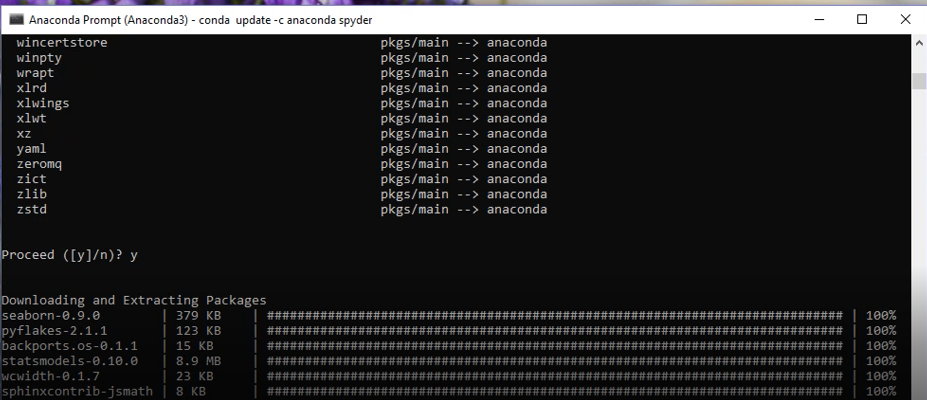 Anaconda Prompt (Anaconda3) - conda  update -c anaconda spyder
wincertstore pkgs/main --> anaconda
winpty pkgs/main --> anaconda
wrapt pkgs/main --> anaconda
xlrd pkgs/main --> anaconda
xlwings pkgs/main --> anaconda
xlwt pkgs/main --> anaconda
xz pkgs/main --> anaconda
yaml pkgs/main --> anaconda
zeromq pkgs/main --> anaconda
zict pkgs/main --> anaconda
zlib pkgs/main --> anaconda
zstd pkgs/main --> anaconda
Proceed ([y]/n)? y
Downloading and Extracting Packages
seaborn-0.9.0 | 379 KB | ############################################################################ | 100%
pyflakes-2.1.1 | 123 KB | ############################################################################ | 100%
backports.os-0.1.1 | 15 KB | ############################################################################ | 100%
statsmodels-0.10.0 | 8.9 MB | ############################################################################ | 100%
wcwidth-0.1.7 | 23 KB | ############################################################################ | 100%
sphinxcontrib-jsmath | 8 KB | ############################################################################ | 100%